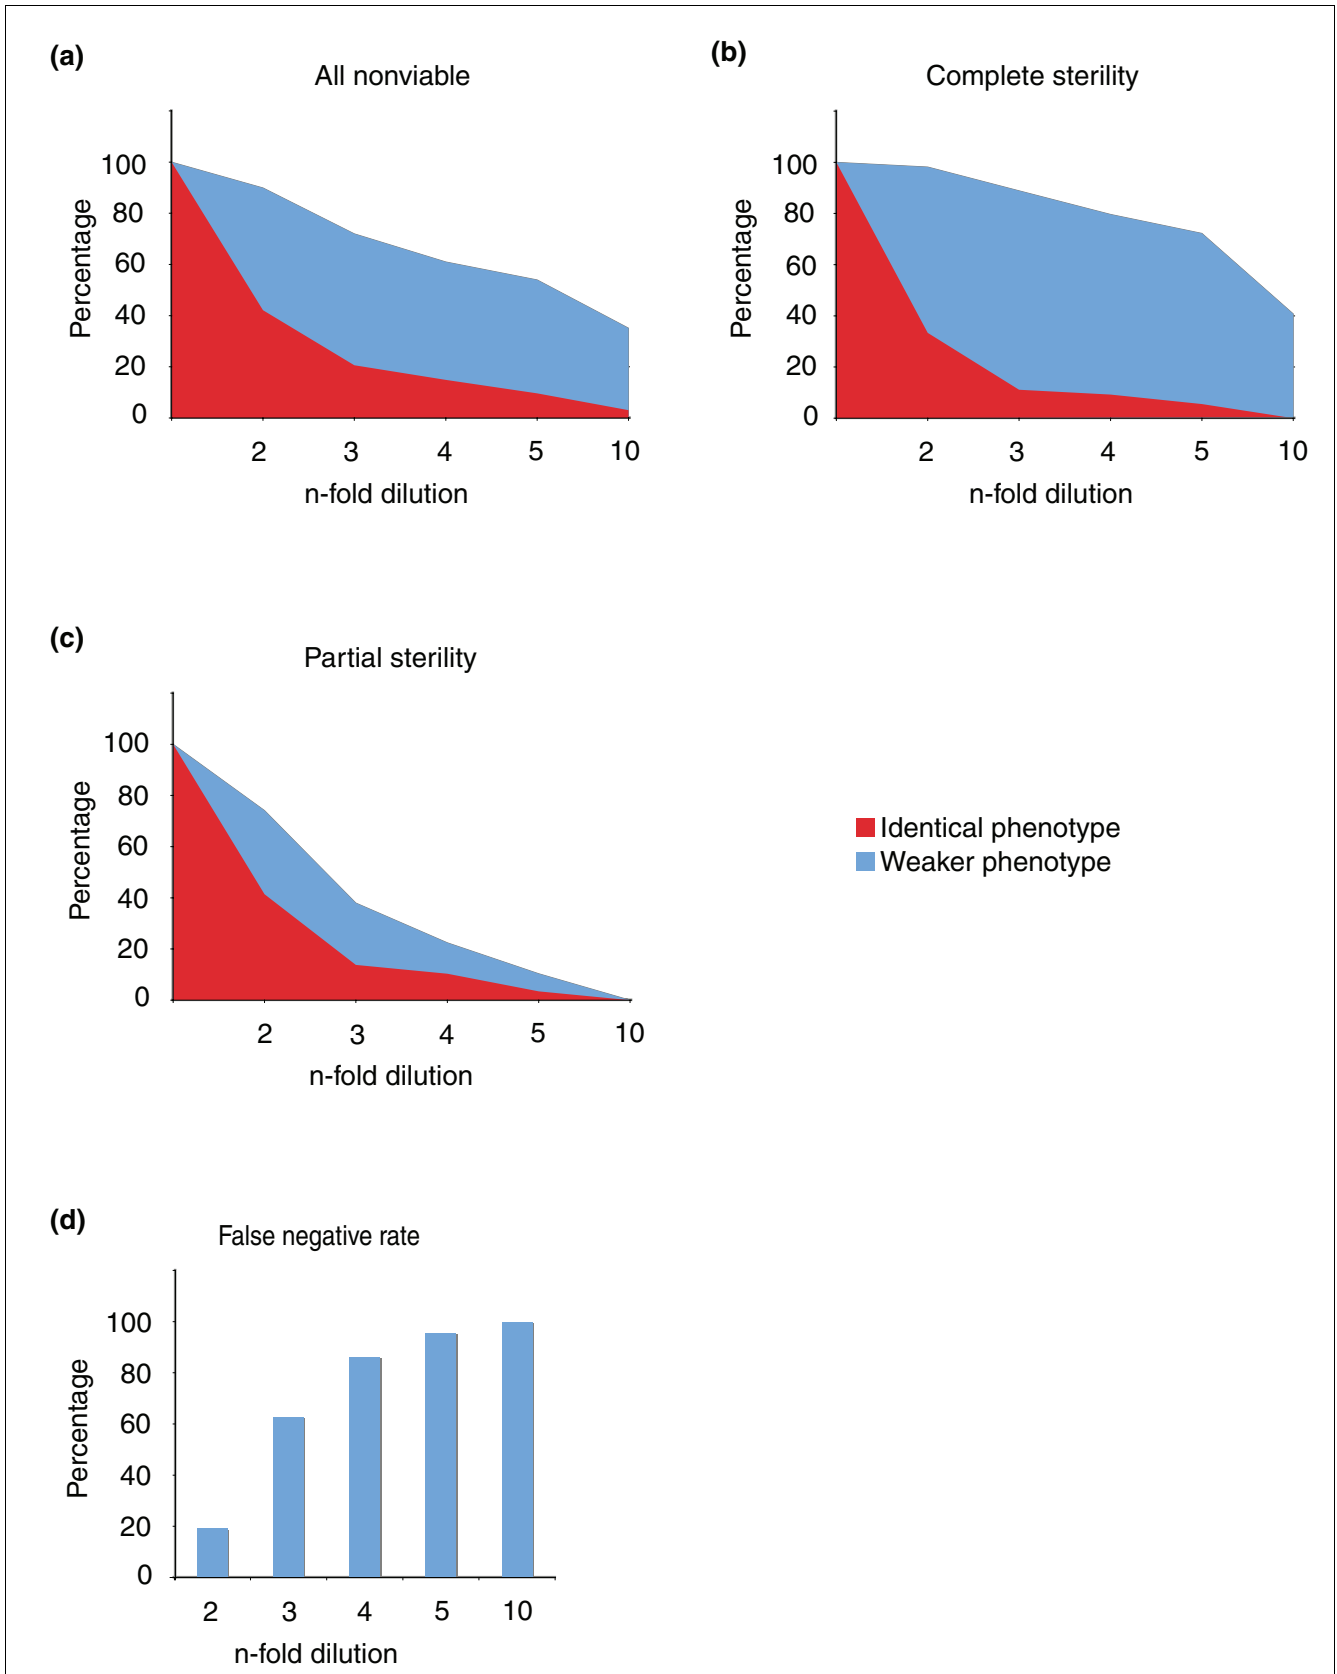 (a)
All nonviable
Percentage
100
80
60
40
20
0
2 3 4 5 10
n-fold dilution
(b)
Complete sterility
Percentage
100
80
60
40
20
0
2 3 4 5 10
n-fold dilution
(c)
Partial sterility
Percentage
100
80
60
40
20
0
2 3 4 5 10
n-fold dilution
Identical phenotype
Weaker phenotype
(d)
False negative rate
Percentage
100
80
60
40
20
0
2 3 4 5 10
n-fold dilution